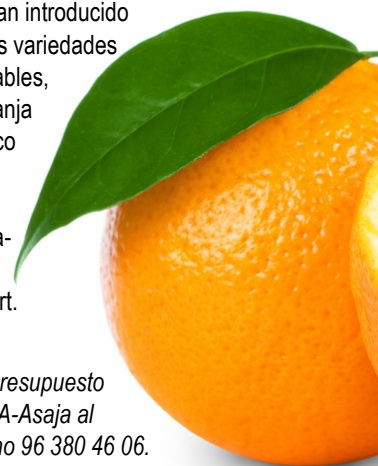 an introducido
s variedades
ables,
anja
co
a-
rt.
resupuesto
A-Asaja al
no 96 380 46 06.